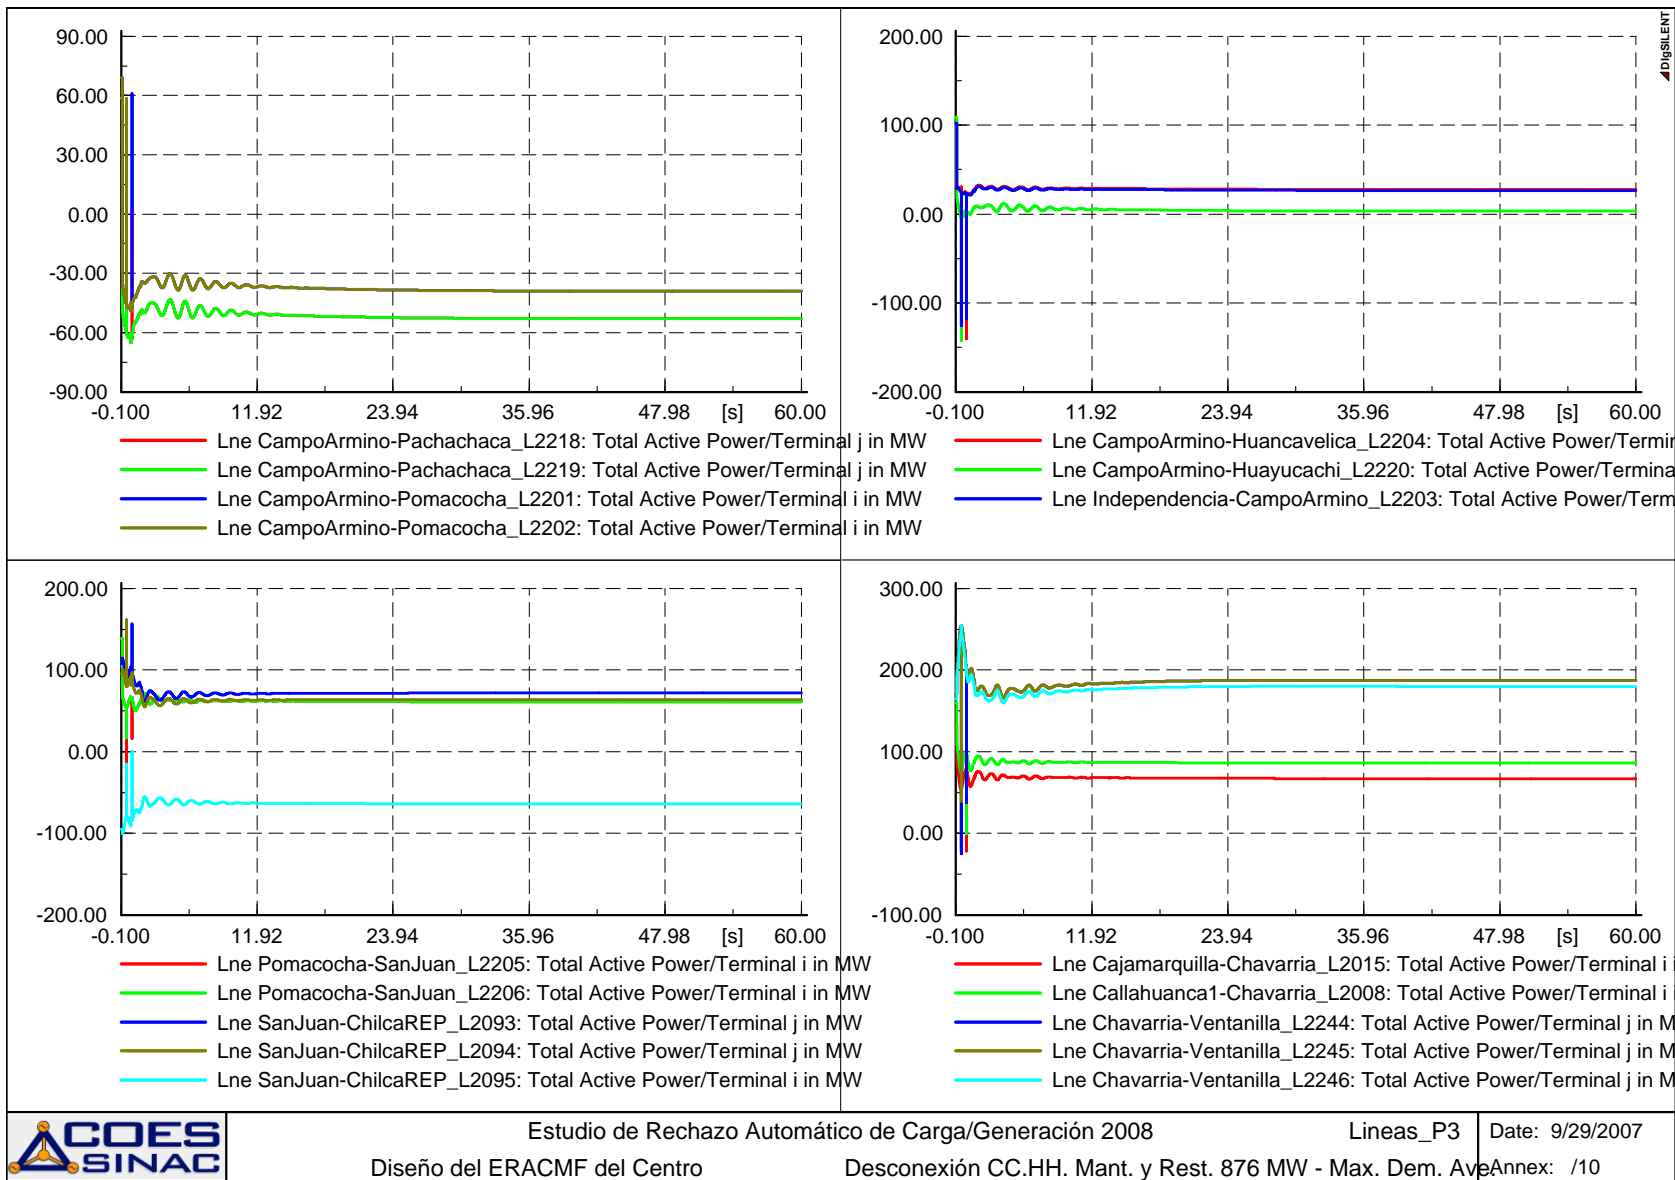 DIgSILENT
90.00
60.00
30.00
0.00
-30.00
-60.00
-90.00
-0.100 11.92 23.94 35.96 47.98 [s] 60.00
Lne CampoArmino-Pachachaca_L2218: Total Active Power/Terminal j in MW
Lne CampoArmino-Pachachaca_L2219: Total Active Power/Terminal j in MW
Lne CampoArmino-Pomacocha_L2201: Total Active Power/Terminal i in MW
Lne CampoArmino-Pomacocha_L2202: Total Active Power/Terminal i in MW
200.00
100.00
0.00
-100.00
-200.00
-0.100 11.92 23.94 35.96 47.98 [s] 60.00
Lne CampoArmino-Huancavelica_L2204: Total Active Power/Termin
Lne CampoArmino-Huayucachi_L2220: Total Active Power/Termina
Lne Independencia-CampoArmino_L2203: Total Active Power/Term
200.00
100.00
0.00
-100.00
-200.00
-0.100 11.92 23.94 35.96 47.98 [s] 60.00
Lne Pomacocha-SanJuan_L2205: Total Active Power/Terminal i in MW
Lne Pomacocha-SanJuan_L2206: Total Active Power/Terminal i in MW
Lne SanJuan-ChilcaREP_L2093: Total Active Power/Terminal j in MW
Lne SanJuan-ChilcaREP_L2094: Total Active Power/Terminal j in MW
Lne SanJuan-ChilcaREP_L2095: Total Active Power/Terminal i in MW
300.00
200.00
100.00
0.00
-100.00
-0.100 11.92 23.94 35.96 47.98 [s] 60.00
Lne Cajamarquilla-Chavarria_L2015: Total Active Power/Terminal i i
Lne Callahuanca1-Chavarria_L2008: Total Active Power/Terminal i i
Lne Chavarria-Ventanilla_L2244: Total Active Power/Terminal j in M
Lne Chavarria-Ventanilla_L2245: Total Active Power/Terminal j in M
Lne Chavarria-Ventanilla_L2246: Total Active Power/Terminal j in M
COES
SINAC
Estudio de Rechazo Automático de Carga/Generación 2008 Lineas_P3
Diseño del ERACMF del Centro Desconexión CC.HH. Mant. y Rest. 876 MW - Max. Dem. Ave.
Date: 9/29/2007
Annex: /10